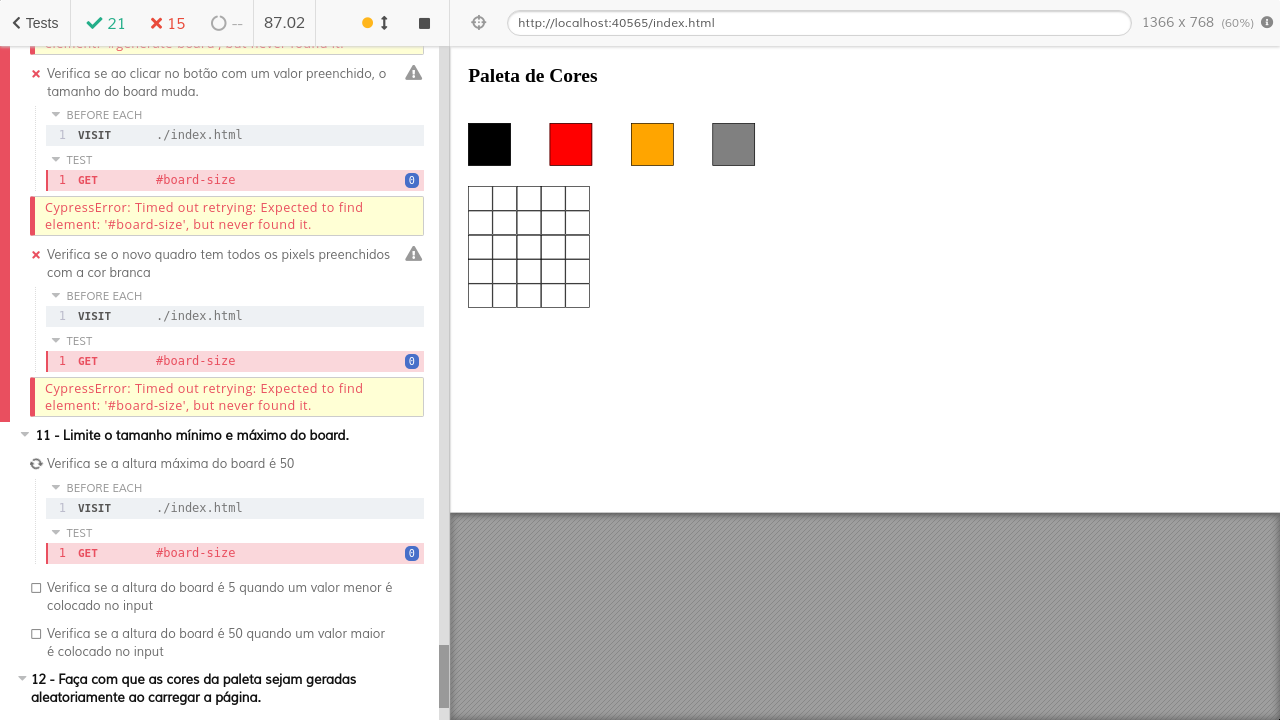 Tests
21
15
--
87.02
http://localhost:40565/index.html
1366 x 768 (60%)
element: '#generate-board', but never found it.
Verifica se ao clicar no botão com um valor preenchido, o
tamanho do board muda.
BEFORE EACH
1 VISIT ./index.html
TEST
1 GET #board-size 0
CypressError: Timed out retrying: Expected to find
element: '#board-size', but never found it.
Verifica se o novo quadro tem todos os pixels preenchidos
com a cor branca
BEFORE EACH
1 VISIT ./index.html
TEST
1 GET #board-size 0
CypressError: Timed out retrying: Expected to find
element: '#board-size', but never found it.
11 - Limite o tamanho mínimo e máximo do board.
Verifica se a altura máxima do board é 50
BEFORE EACH
1 VISIT ./index.html
TEST
1 GET #board-size 0
Verifica se a altura do board é 5 quando um valor menor é
colocado no input
Verifica se a altura do board é 50 quando um valor maior
é colocado no input
12 - Faça com que as cores da paleta sejam geradas
aleatoriamente ao carregar a página.
Paleta de Cores